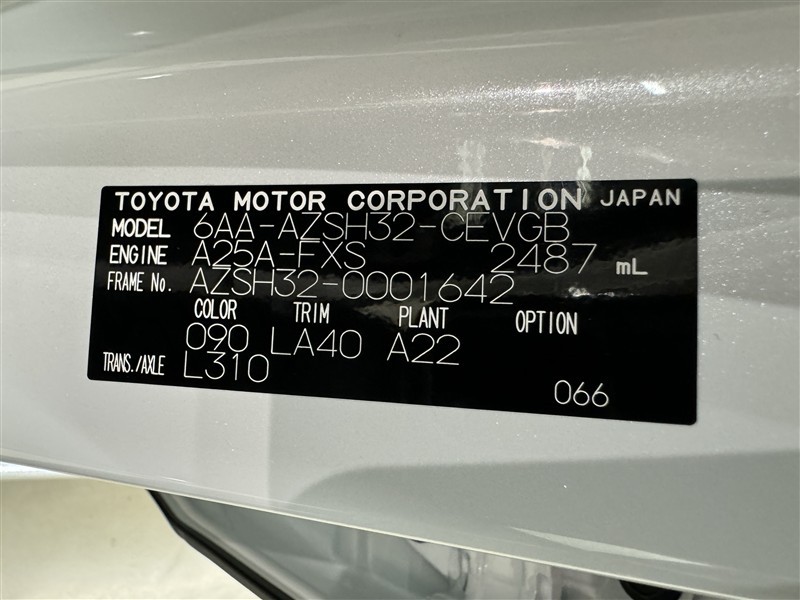 TOYOTA MOTOR CORPORATION JAPAN
MODEL 6AA-AZSH32-CEVGB
ENGINE A25A-FXS 2487 mL
FRAME No. AZSH32-0001642
COLOR TRIM PLANT OPTION
090 LA40 A22
TRANS./AXLE L310
066